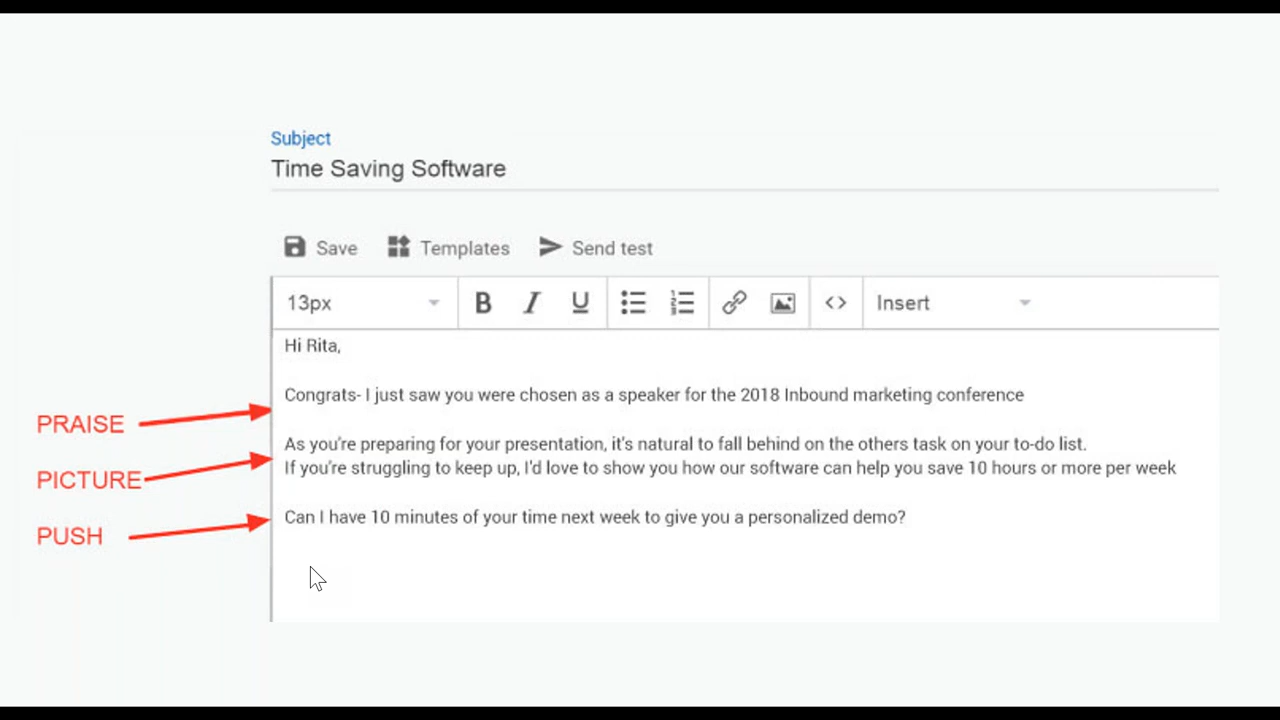 Subject
Time Saving Software
Save Templates Send test
13px B I U Insert
Hi Rita,
Congrats- I just saw you were chosen as a speaker for the 2018 Inbound marketing conference
PRAISE
As you're preparing for your presentation, it's natural to fall behind on the others task on your to-do list.
If you're struggling to keep up, I'd love to show you how our software can help you save 10 hours or more per week
PICTURE
Can I have 10 minutes of your time next week to give you a personalized demo?
PUSH